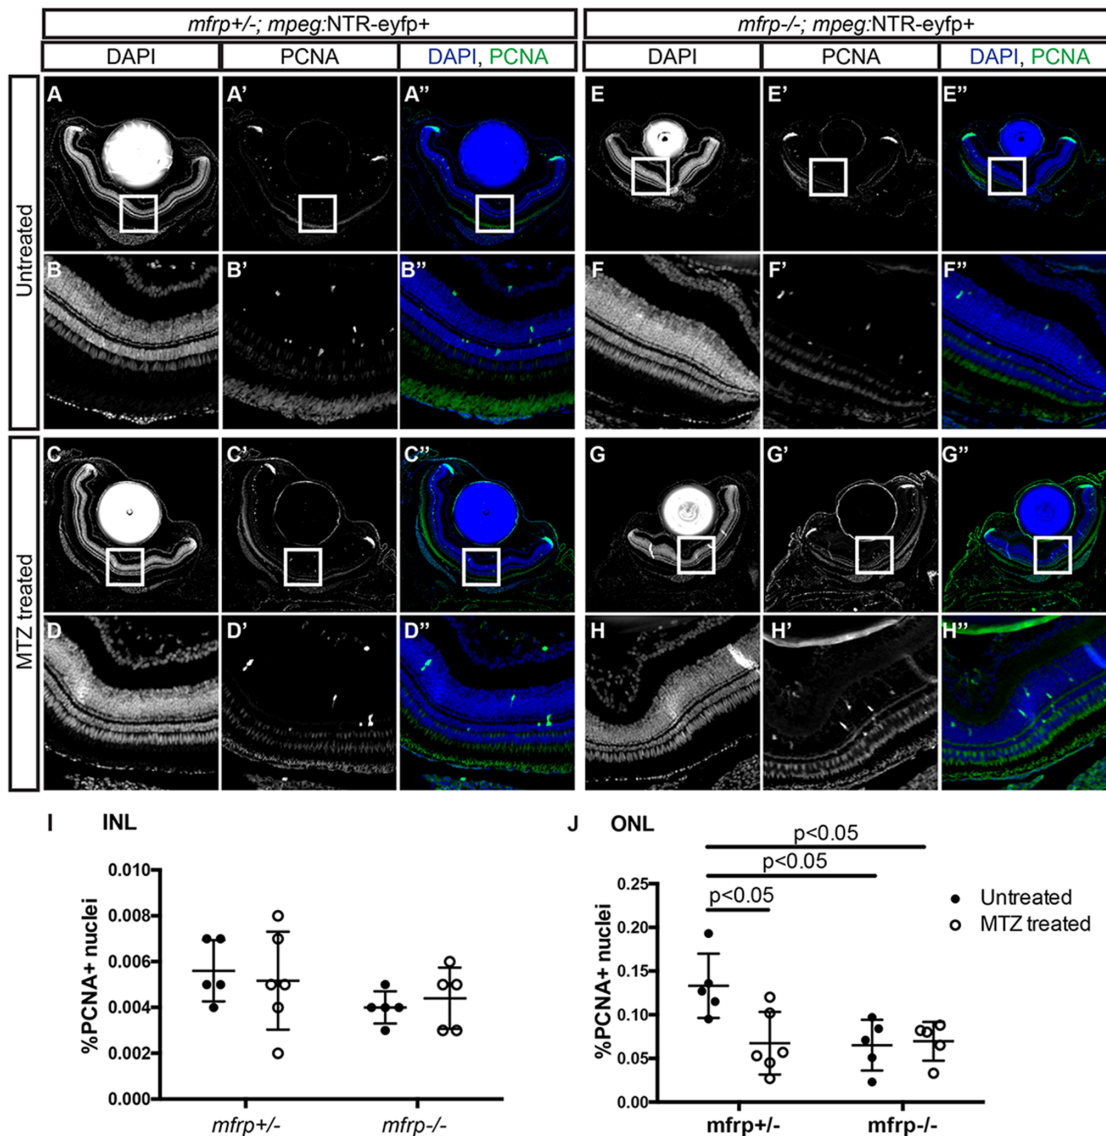 mfrp+/-; mpeg:NTR-eyfp+ mfrp-/-; mpeg:NTR-eyfp+
DAPI PCNA DAPI, PCNA DAPI PCNA DAPI, PCNA
Untreated
A A' A" E E' E"
B B' B" F F' F"
MTZ treated
C C' C" G G' G"
D D' D" H H' H"
I INL
%PCNA+ nuclei
0.010
0.008
0.006
0.004
0.002
0.000
mfrp+/- mfrp-/-
J ONL
p<0.05
p<0.05
p<0.05
%PCNA+ nuclei
0.25
0.20
0.15
0.10
0.05
0.00
mfrp+/- mfrp-/-
Untreated
MTZ treated